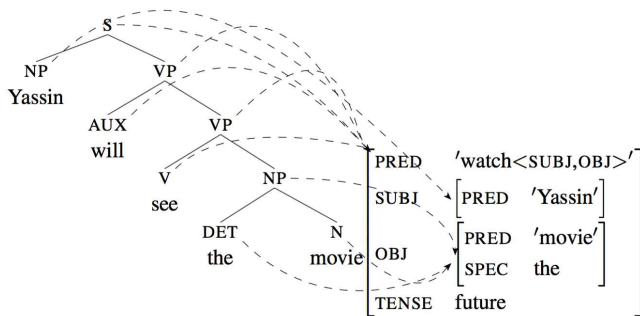 S
NP VP
Yassin
AUX VP
will
V NP
see
DET N
the movie
PRED 'watch<SUBJ,OBJ>'
SUBJ [PRED 'Yassin']
OBJ [PRED 'movie'
SPEC the]
TENSE future